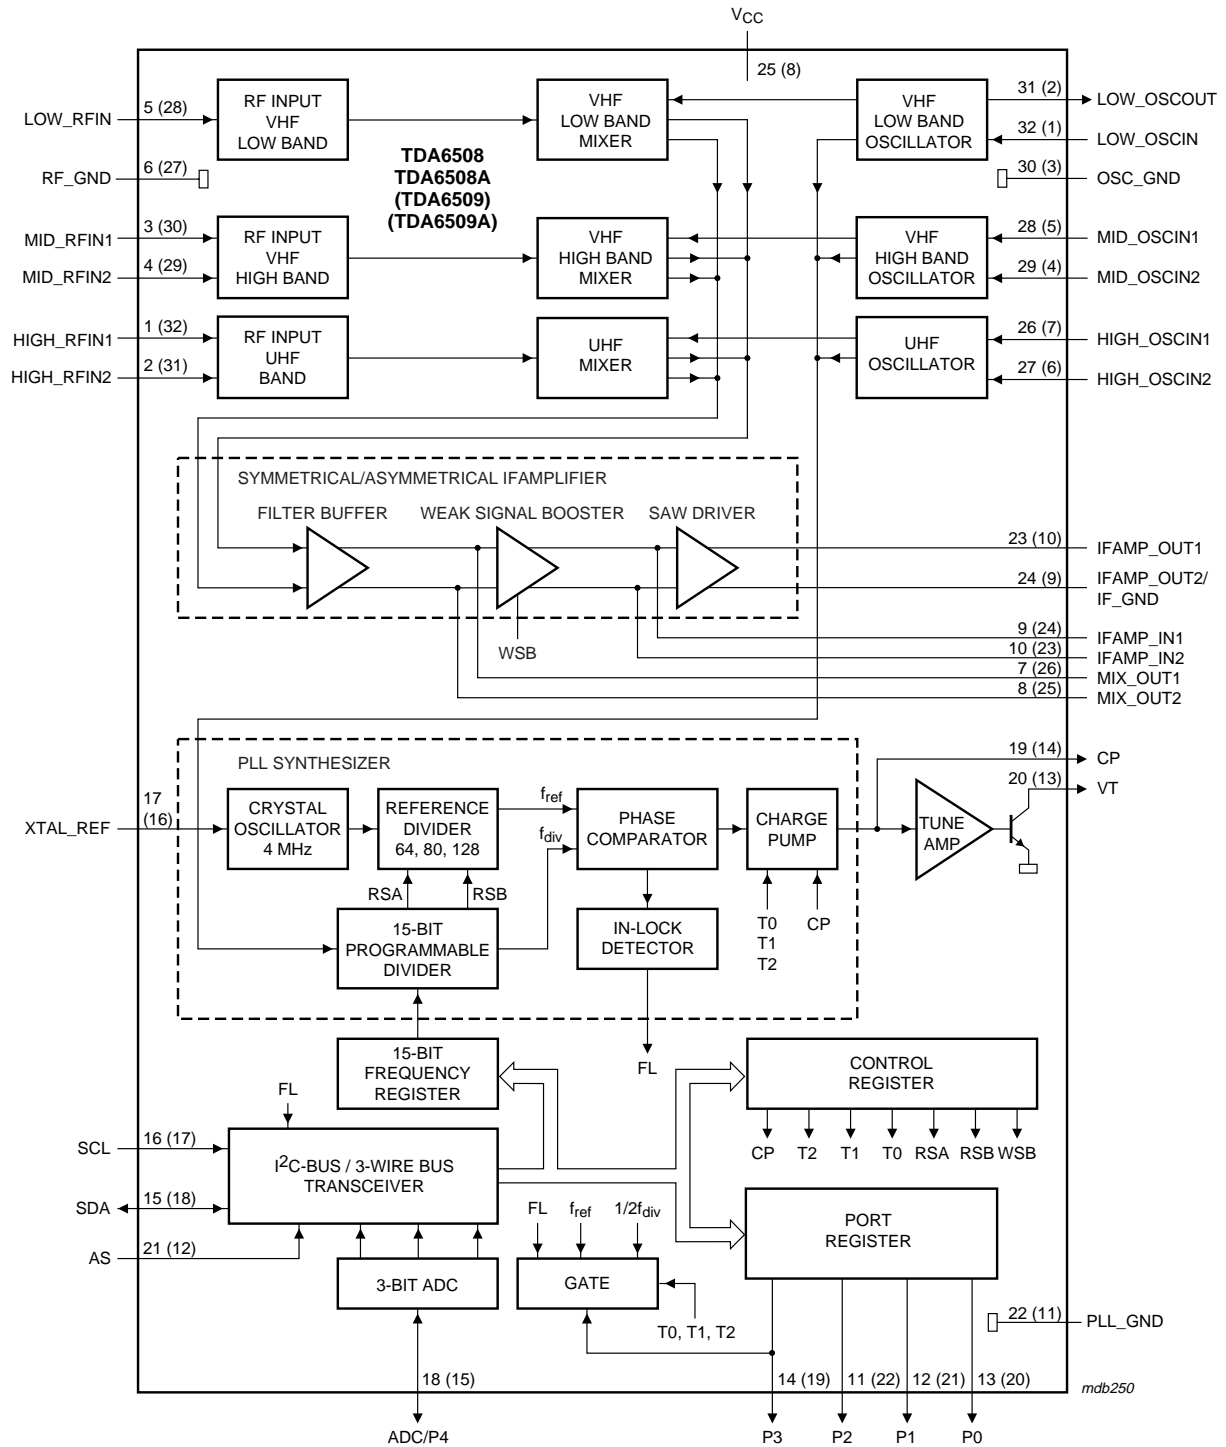 VCC
25 (8)
LOW_RFIN
5 (28)
RF INPUT
VHF
LOW BAND
VHF
LOW BAND
MIXER
VHF
LOW BAND
OSCILLATOR
31 (2)
LOW_OSCOUT
32 (1)
LOW_OSCIN
RF_GND
6 (27)
TDA6508
TDA6508A
(TDA6509)
(TDA6509A)
30 (3)
OSC_GND
MID_RFIN1
3 (30)
MID_RFIN2
4 (29)
RF INPUT
VHF
HIGH BAND
VHF
HIGH BAND
MIXER
VHF
HIGH BAND
OSCILLATOR
28 (5)
MID_OSCIN1
29 (4)
MID_OSCIN2
HIGH_RFIN1
1 (32)
HIGH_RFIN2
2 (31)
RF INPUT
UHF
BAND
UHF
MIXER
UHF
OSCILLATOR
26 (7)
HIGH_OSCIN1
27 (6)
HIGH_OSCIN2
SYMMETRICAL/ASYMMETRICAL IFAMPLIFIER
FILTER BUFFER
WEAK SIGNAL BOOSTER
SAW DRIVER
WSB
23 (10)
IFAMP_OUT1
24 (9)
IFAMP_OUT2/
IF_GND
9 (24)
IFAMP_IN1
10 (23)
IFAMP_IN2
7 (26)
MIX_OUT1
8 (25)
MIX_OUT2
PLL SYNTHESIZER
XTAL_REF
17
(16)
CRYSTAL
OSCILLATOR
4 MHz
REFERENCE
DIVIDER
64, 80, 128
fref
fdiv
PHASE
COMPARATOR
CHARGE
PUMP
TUNE
AMP
19 (14)
CP
20 (13)
VT
RSA
RSB
15-BIT
PROGRAMMABLE
DIVIDER
IN-LOCK
DETECTOR
T0
T1
T2
CP
FL
15-BIT
FREQUENCY
REGISTER
CONTROL
REGISTER
CP
T2
T1
T0
RSA
RSB
WSB
FL
SCL
16 (17)
SDA
15 (18)
AS
21 (12)
I2C-BUS / 3-WIRE BUS
TRANSCEIVER
3-BIT ADC
FL
fref
1/2fdiv
GATE
T0, T1, T2
PORT
REGISTER
22 (11)
PLL_GND
18 (15)
ADC/P4
14 (19)
11 (22)
12 (21)
13 (20)
P3
P2
P1
P0
mdb250